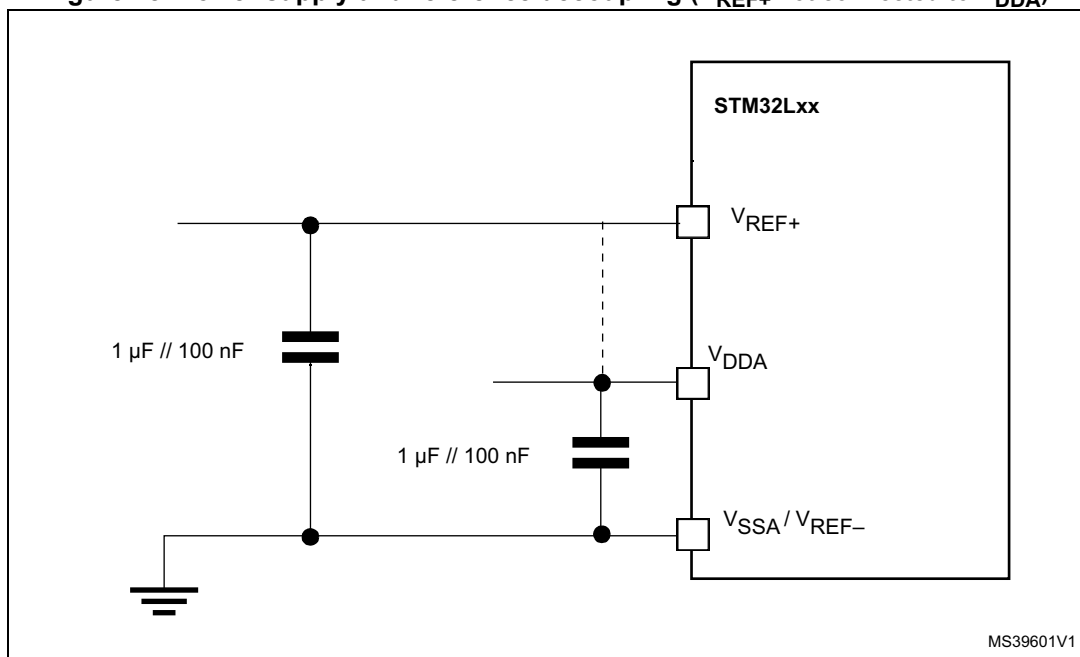 STM32Lxx
VREF+
1 µF // 100 nF
VDDA
1 µF // 100 nF
VSSA / VREF–
MS39601V1